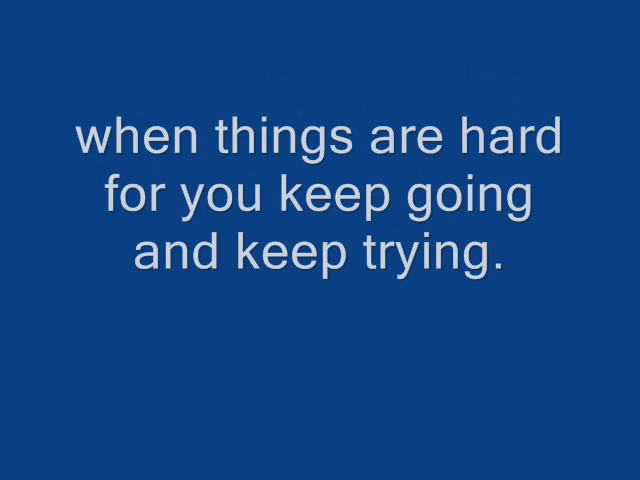 when things are hard
for you keep going
and keep trying.